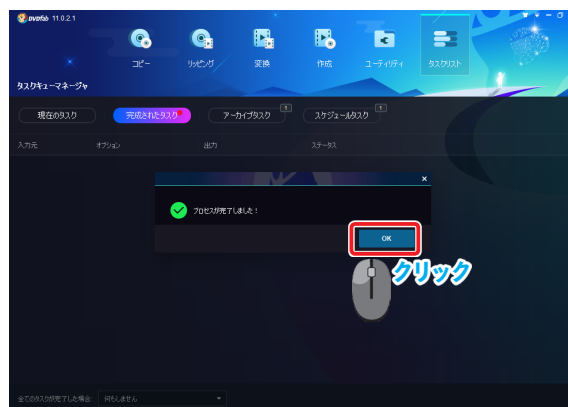 DVDFab 11.0.2.1
コピー リッピング 変換 作成 ユーティリティ タスクリスト
タスクキューマネージャ
現在のタスク 完成されたタスク アーカイブタスク 1 スケジュールタスク 1
入力元 オプション 出力 ステータス
プロセスが完了しました！
OK
クリック
全てのタスクが完了した場合: 何もしません